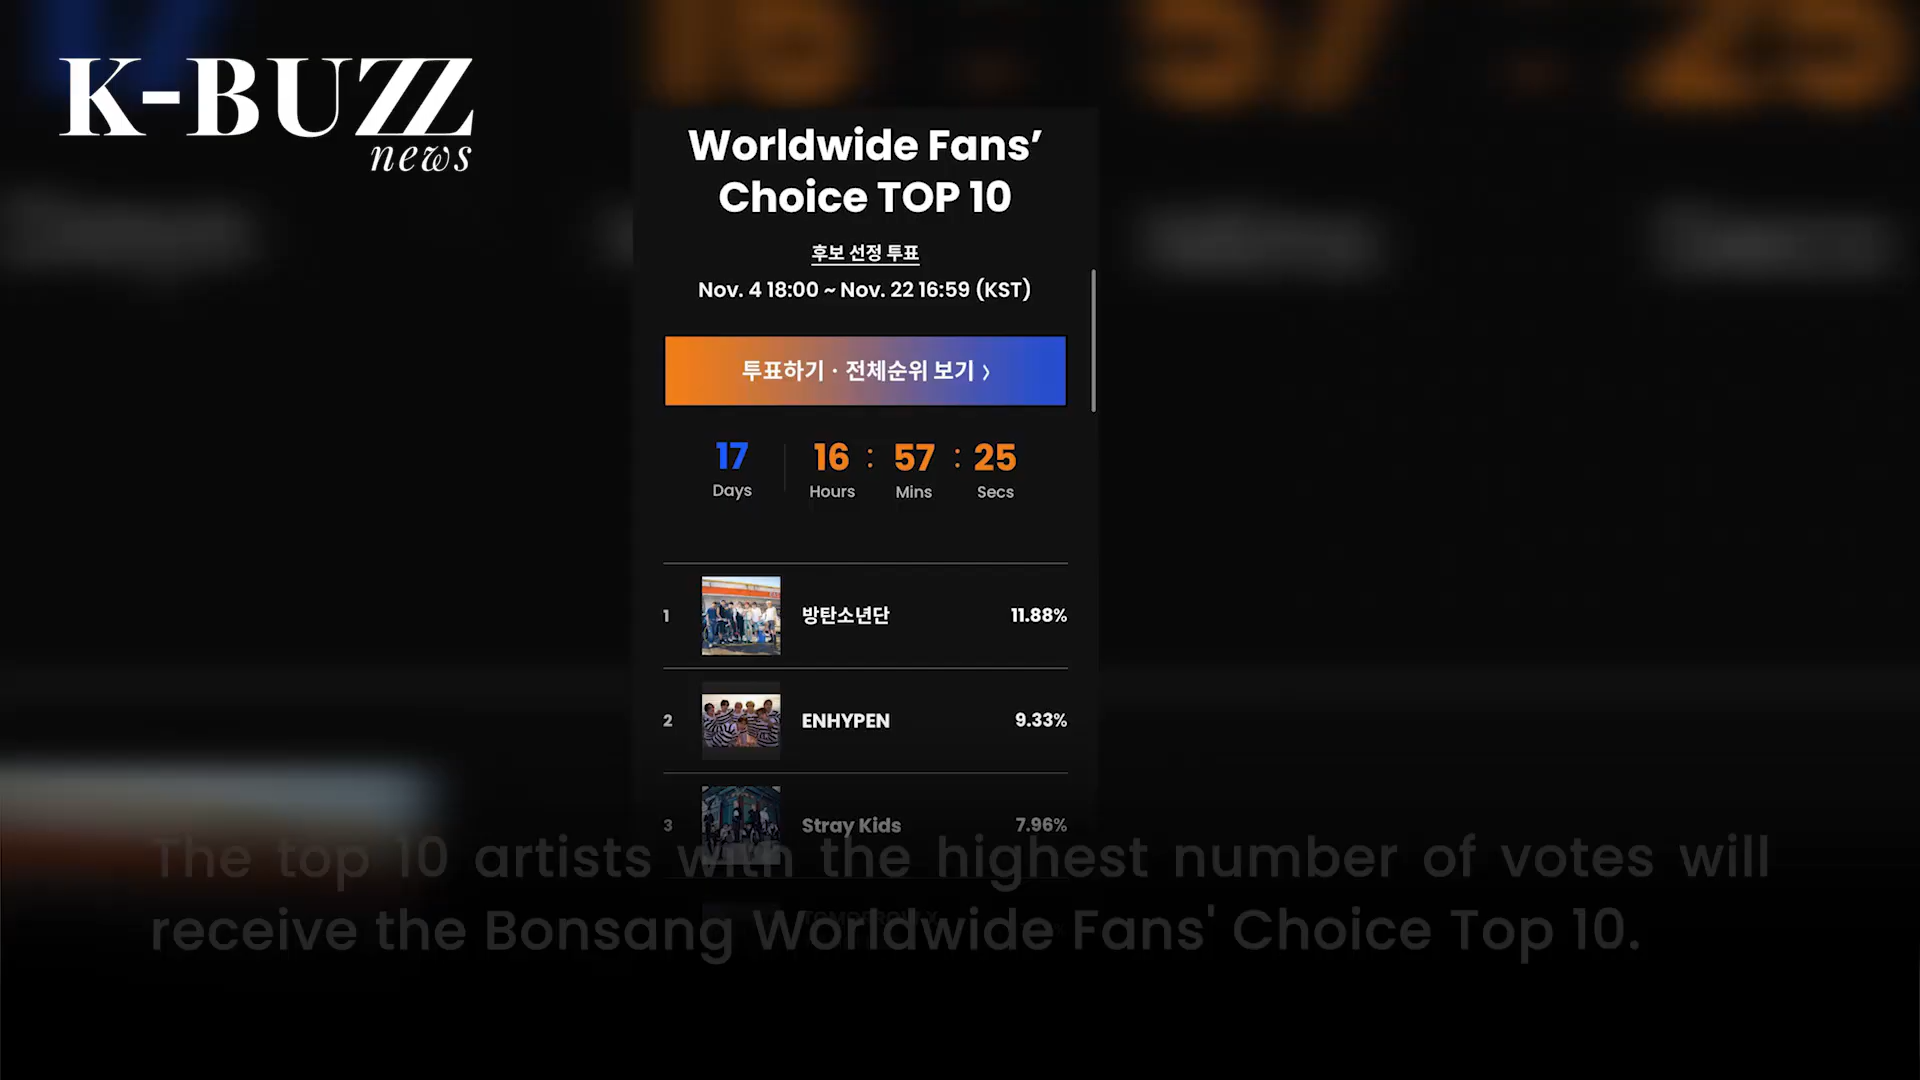 K-BUZZ
news
Worldwide Fans’
Choice TOP 10
후보 선정 투표
Nov. 4 18:00 ~ Nov. 22 16:59 (KST)
투표하기 · 전체순위 보기 〉
17 16 : 57 : 25
Days Hours Mins Secs
1 방탄소년단 11.88%
2 ENHYPEN 9.33%
3 Stray Kids 7.96%
The top 10 artists with the highest number of votes will
receive the Bonsang Worldwide Fans' Choice Top 10.